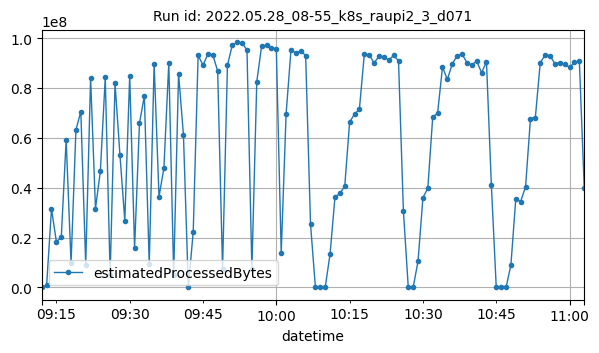 Run id: 2022.05.28_08-55_k8s_raupi2_3_d071
1e8
1.0
0.8
0.6
0.4
0.2
0.0
estimatedProcessedBytes
09:15 09:30 09:45 10:00 10:15 10:30 10:45 11:00
datetime